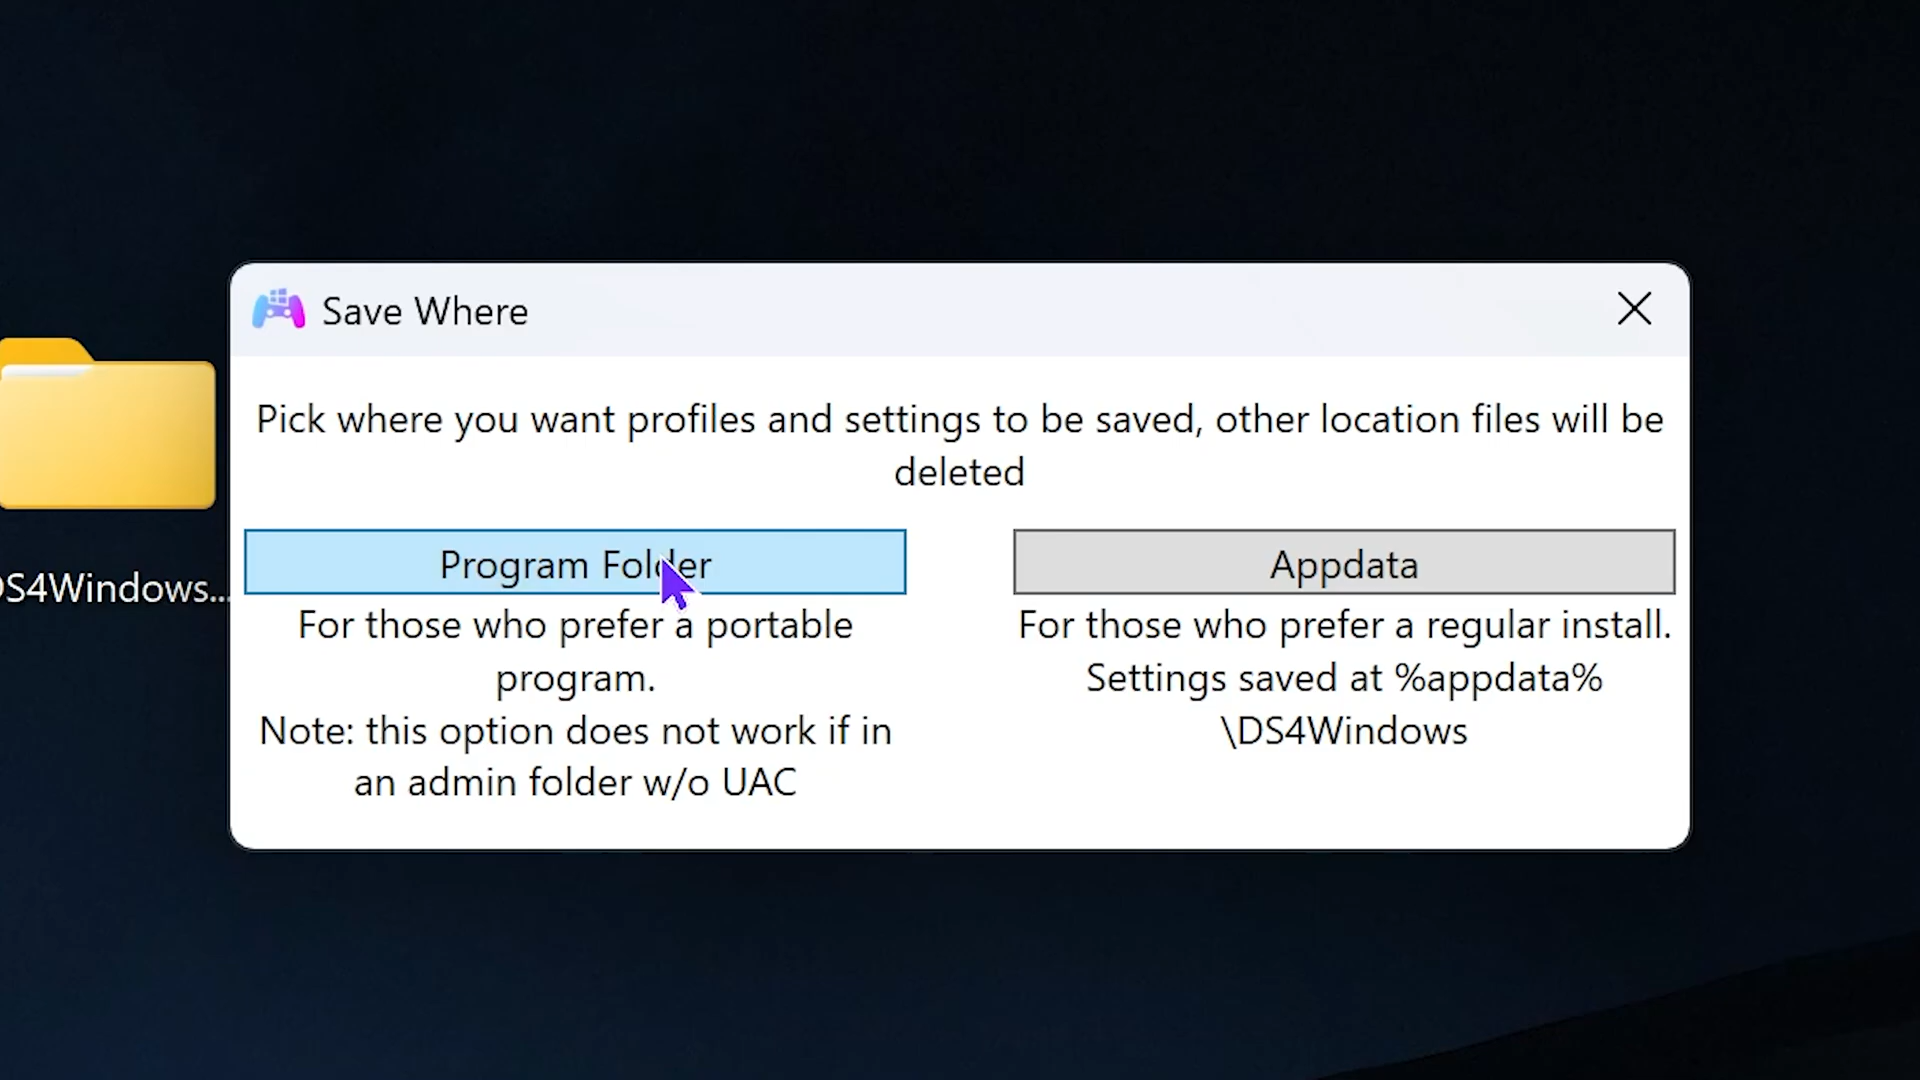 Save Where
Pick where you want profiles and settings to be saved, other location files will be
deleted
Program Folder
Appdata
For those who prefer a portable
program.
Note: this option does not work if in
an admin folder w/o UAC
For those who prefer a regular install.
Settings saved at %appdata%
\DS4Windows
S4Windows...